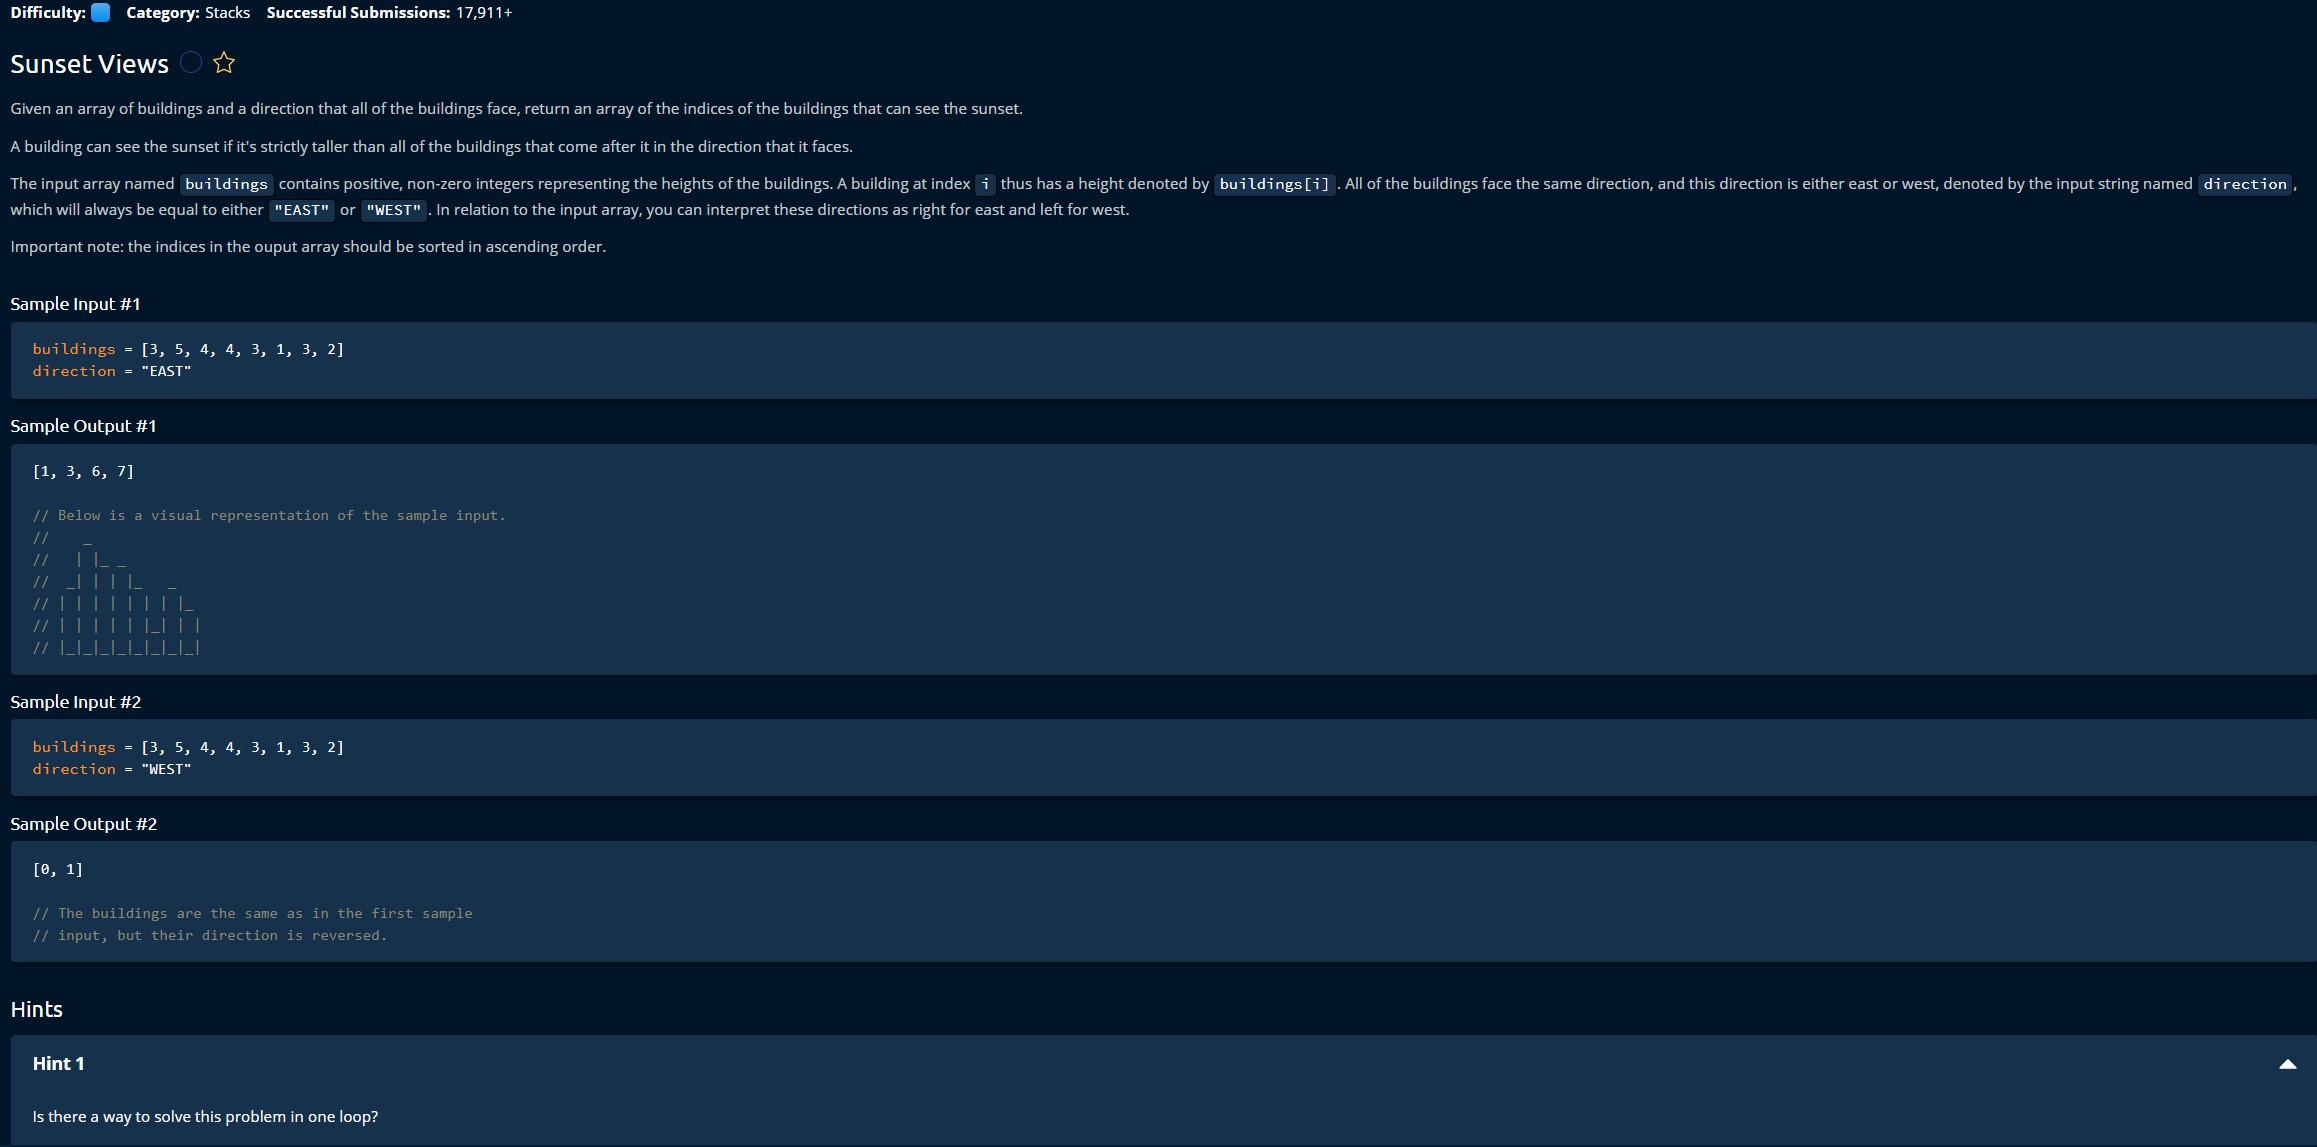 Difficulty: Category: Stacks Successful Submissions: 17,911+
Sunset Views
Given an array of buildings and a direction that all of the buildings face, return an array of the indices of the buildings that can see the sunset.
A building can see the sunset if it's strictly taller than all of the buildings that come after it in the direction that it faces.
The input array named buildings contains positive, non-zero integers representing the heights of the buildings. A building at index i thus has a height denoted by buildings[i] . All of the buildings face the same direction, and this direction is either east or west, denoted by the input string named direction ,
which will always be equal to either "EAST" or "WEST" . In relation to the input array, you can interpret these directions as right for east and left for west.
Important note: the indices in the ouput array should be sorted in ascending order.
Sample Input #1
buildings = [3, 5, 4, 4, 3, 1, 3, 2]
direction = "EAST"
Sample Output #1
[1, 3, 6, 7]
// Below is a visual representation of the sample input.
//    _
//   | |_ _
//  _| | | |_   _
// | | | | | | | |_
// | | | | | |_| | |
// |_|_|_|_|_|_|_|_|
Sample Input #2
buildings = [3, 5, 4, 4, 3, 1, 3, 2]
direction = "WEST"
Sample Output #2
[0, 1]
// The buildings are the same as in the first sample
// input, but their direction is reversed.
Hints
Hint 1
Is there a way to solve this problem in one loop?